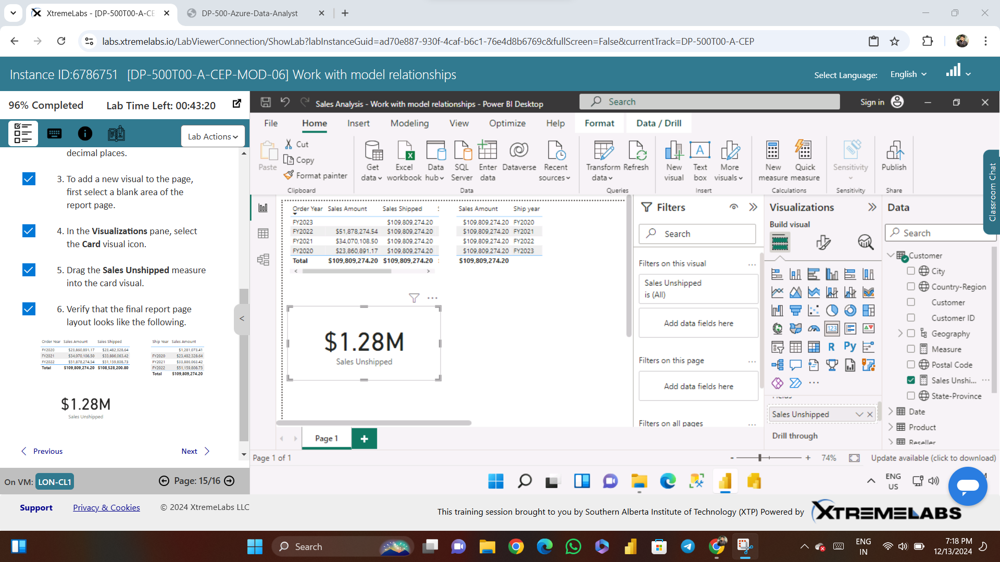 XtremeLabs - [DP-500T00-A-CE
DP-500-Azure-Data-Analyst
labs.xtremelabs.io/LabViewerConnection/ShowLab?labInstanceGuid=ad70e887-930f-4caf-b6c1-76e4d8b6769c&fullScreen=False&currentTrack=DP-500T00-A-CEP
Instance ID:6786751 [DP-500T00-A-CEP-MOD-06] Work with model relationships
Select Language: English
96% Completed
Lab Time Left: 00:43:20
Lab Actions
decimal places.
3. To add a new visual to the page,
first select a blank area of the
report page.
4. In the Visualizations pane, select
the Card visual icon.
5. Drag the Sales Unshipped measure
into the card visual.
6. Verify that the final report page
layout looks like the following.
Order Year Sales Amount Sales Shipped
FY2020 $23,860,891.17 $23,482,328.64
FY2021 $34,070,108.50 $33,886,063.42
FY2022 $51,878,274.54 $51,159,808.73
Total $109,809,274.20 $108,528,200.80
Ship Year Sales Amount
$1,281,073.41
FY2020 $23,482,328.64
FY2021 $33,886,063.42
FY2022 $51,159,808.73
Total $109,809,274.20
$1.28M
Sales Unshipped
Previous
Next
On VM: LON-CL1
Page: 15/16
Sales Analysis - Work with model relationships - Power BI Desktop
Search
Sign in
File Home Insert Modeling View Optimize Help Format Data / Drill
Paste
Cut
Copy
Format painter
Clipboard
Get data
Excel workbook
Data hub
SQL Server
Enter data
Dataverse
Recent sources
Data
Transform data
Refresh
Queries
New visual
Text box
More visuals
Insert
New measure
Quick measure
Calculations
Sensitivity
Sensitivity
Publish
Share
Classroom Chat
Order Year Sales Amount Sales Shipped
FY2023 $109,809,274.20
FY2022 $51,878,274.54 $109,809,274.20
FY2021 $34,070,108.50 $109,809,274.20
FY2020 $23,860,891.17 $109,809,274.20
Total $109,809,274.20 $109,809,274.20
Sales Amount Ship year
$109,809,274.20 FY2020
$109,809,274.20 FY2021
$109,809,274.20 FY2022
$109,809,274.20 FY2023
$109,809,274.20
$1.28M
Sales Unshipped
Filters
Search
Filters on this visual
Sales Unshipped
is (All)
Add data fields here
Filters on this page
Add data fields here
Filters on all pages
Visualizations
Build visual
123
R
Py
Fields
Sales Unshipped
Drill through
Data
Search
Customer
City
Country-Region
Customer
Customer ID
Geography
Measure
Postal Code
Sales Unshi...
State-Province
Date
Product
Reseller
Page 1
Page 1 of 1
74%
Update available (click to download)
ENG
US
Support
Privacy & Cookies
© 2024 XtremeLabs LLC
This training session brought to you by Southern Alberta Institute of Technology (XTP) Powered by
XTREMELABS
Search
ENG
IN
7:18 PM
12/13/2024